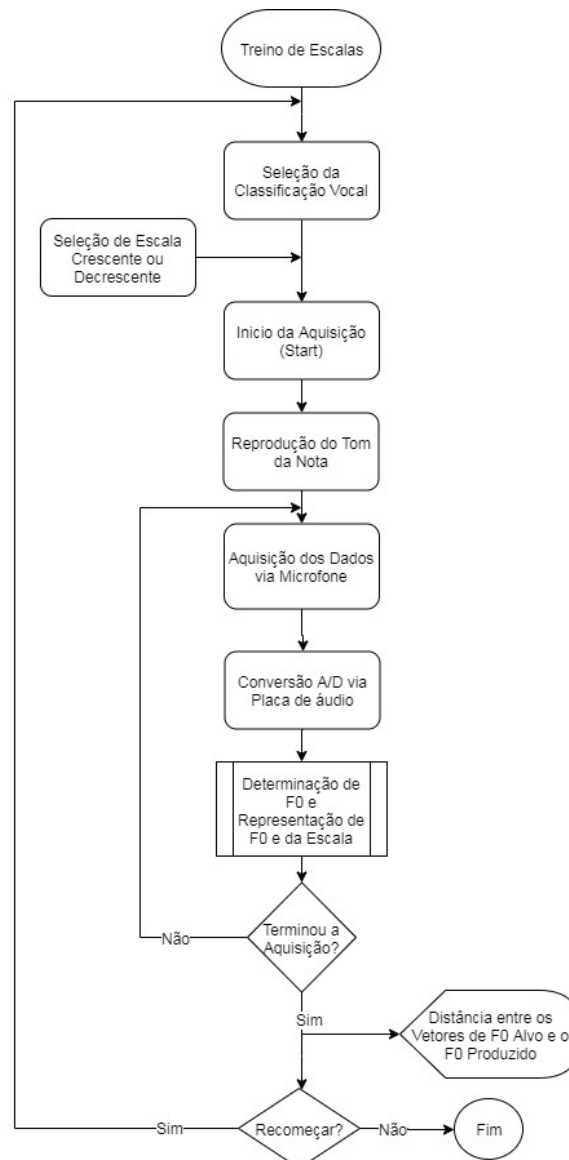 Treino de Escalas
Seleção da
Classificação Vocal
Seleção de Escala
Crescente ou
Decrescente
Inicio da Aquisição
(Start)
Reprodução do Tom
da Nota
Aquisição dos Dados
via Microfone
Conversão A/D via
Placa de áudio
Determinação de
F0 e
Representação de
F0 e da Escala
Terminou a
Aquisição?
Não
Sim
Distância entre os
Vetores de F0 Alvo e o
F0 Produzido
Sim
Recomeçar?
Não
Fim